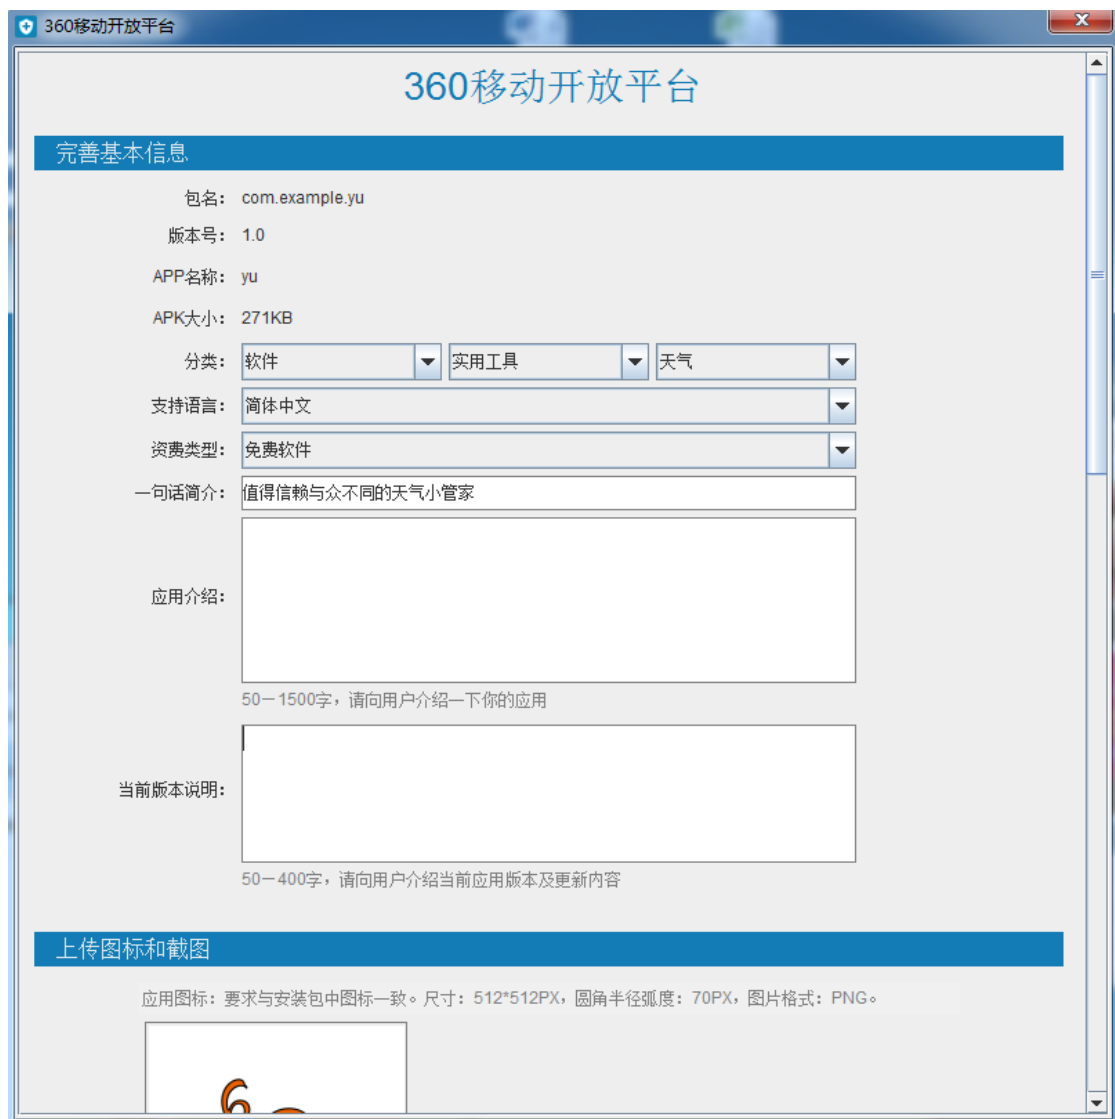 360移动开放平台
360移动开放平台
完善基本信息
包名： com.example.yu
版本号： 1.0
APP名称： yu
APK大小： 271KB
分类： 软件 实用工具 天气
支持语言： 简体中文
资费类型： 免费软件
一句话简介： 值得信赖与众不同的天气小管家
应用介绍：
50－1500字，请向用户介绍一下你的应用
当前版本说明：
50－400字，请向用户介绍当前应用版本及更新内容
上传图标和截图
应用图标：要求与安装包中图标一致。尺寸：512*512PX，圆角半径弧度：70PX，图片格式：PNG。